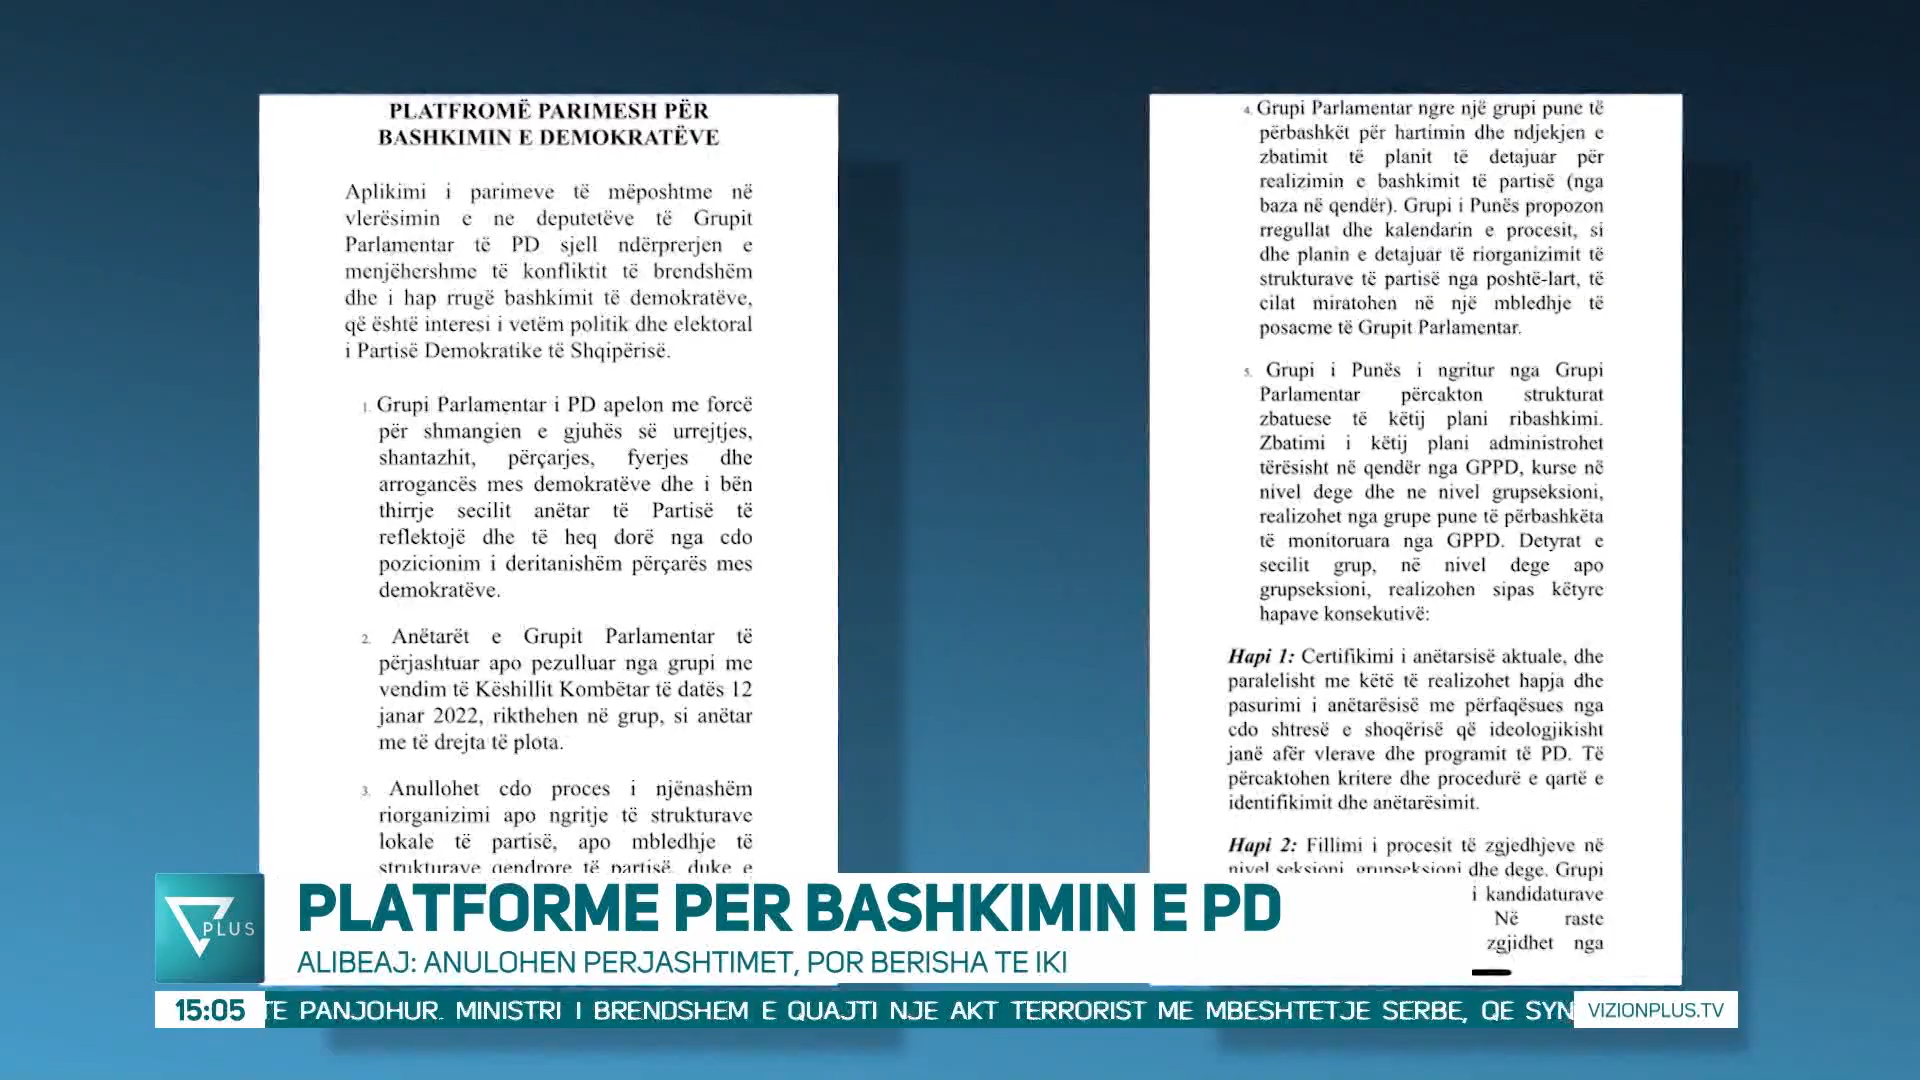 PLATFROMË PARIMESH PËR
BASHKIMIN E DEMOKRATËVE
Aplikimi i parimeve të mëposhtme në
vlerësimin e ne deputetëve të Grupit
Parlamentar të PD sjell ndërprerjen e
menjëhershme të konfliktit të brendshëm
dhe i hap rrugë bashkimit të demokratëve,
që është interesi i vetëm politik dhe elektoral
i Partisë Demokratike të Shqipërisë.
1. Grupi Parlamentar i PD apelon me forcë
për shmangien e gjuhës së urrejtjes,
shantazhit, përçarjes, fyerjes dhe
arrogancës mes demokratëve dhe i bën
thirrje secilit anëtar të Partisë të
reflektojë dhe të heq dorë nga cdo
pozicionim i deritanishëm përçarës mes
demokratëve.
2. Anëtarët e Grupit Parlamentar të
përjashtuar apo pezulluar nga grupi me
vendim të Këshillit Kombëtar të datës 12
janar 2022, rikthehen në grup, si anëtar
me të drejta të plota.
3. Anullohet cdo proces i njënashëm
riorganizimi apo ngritje të strukturave
lokale të partisë, apo mbledhje të
strukturave qendrore të partisë, duke e
4. Grupi Parlamentar ngre një grupi pune të
përbashkët për hartimin dhe ndjekjen e
zbatimit të planit të detajuar për
realizimin e bashkimit të partisë (nga
baza në qendër). Grupi i Punës propozon
rregullat dhe kalendarin e procesit, si
dhe planin e detajuar të riorganizimit të
strukturave të partisë nga poshtë-lart, të
cilat miratohen në një mbledhje të
posacme të Grupit Parlamentar.
5. Grupi i Punës i ngritur nga Grupi
Parlamentar përcakton strukturat
zbatuese të këtij plani ribashkimi.
Zbatimi i këtij plani administrohet
tërësisht në qendër nga GPPD, kurse në
nivel dege dhe ne nivel grupseksioni,
realizohet nga grupe pune të përbashkëta
të monitoruara nga GPPD. Detyrat e
secilit grup, në nivel dege apo
grupseksioni, realizohen sipas këtyre
hapave konsekutivë:
Hapi 1: Certifikimi i anëtarsisë aktuale, dhe
paralelisht me këtë të realizohet hapja dhe
pasurimi i anëtarësisë me përfaqësues nga
cdo shtresë e shoqërisë që ideologjikisht
janë afër vlerave dhe programit të PD. Të
përcaktohen kritere dhe procedurë e qartë e
identifikimit dhe anëtarësimit.
Hapi 2: Fillimi i procesit të zgjedhjeve në
nivel seksioni, grupseksioni dhe dege. Grupi
i kandidaturave
Në raste
zgjidhet nga
PLUS
PLATFORME PER BASHKIMIN E PD
ALIBEAJ: ANULOHEN PERJASHTIMET, POR BERISHA TE IKI
15:05
TE PANJOHUR. MINISTRI I BRENDSHEM E QUAJTI NJE AKT TERRORIST ME MBESHTETJE SERBE, QE SYN
VIZIONPLUS.TV